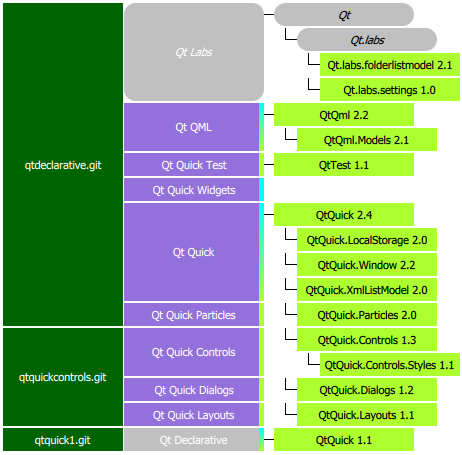 Qt
Qt Labs
Qt.labs
Qt.labs.folderlistmodel 2.1
Qt.labs.settings 1.0
qtdeclarative.git
Qt QML
QtQml 2.2
QtQml.Models 2.1
Qt Quick Test
QtTest 1.1
Qt Quick Widgets
Qt Quick
QtQuick 2.4
QtQuick.LocalStorage 2.0
QtQuick.Window 2.2
QtQuick.XmlListModel 2.0
Qt Quick Particles
QtQuick.Particles 2.0
qtquickcontrols.git
Qt Quick Controls
QtQuick.Controls 1.3
QtQuick.Controls.Styles 1.1
Qt Quick Dialogs
QtQuick.Dialogs 1.2
Qt Quick Layouts
QtQuick.Layouts 1.1
qtquick1.git
Qt Declarative
QtQuick 1.1